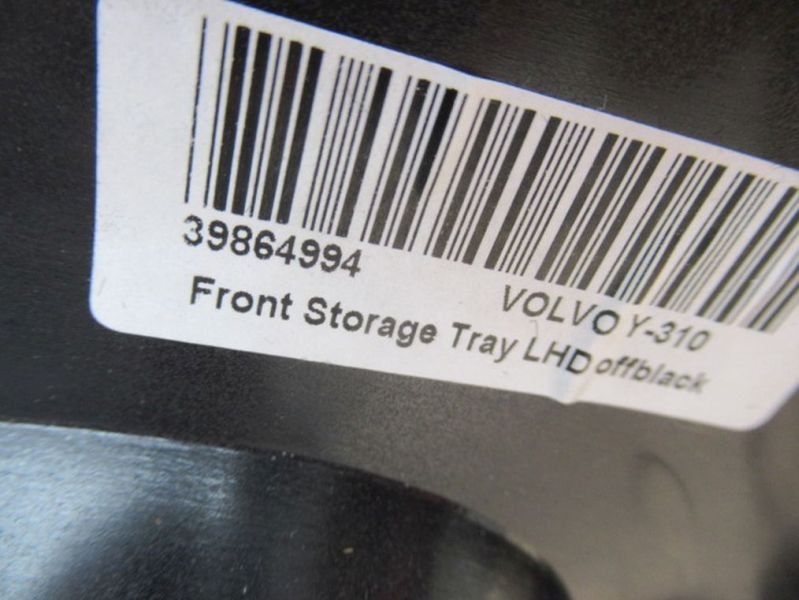 39864994 VOLVO Y-310
Front Storage Tray LHD offblack